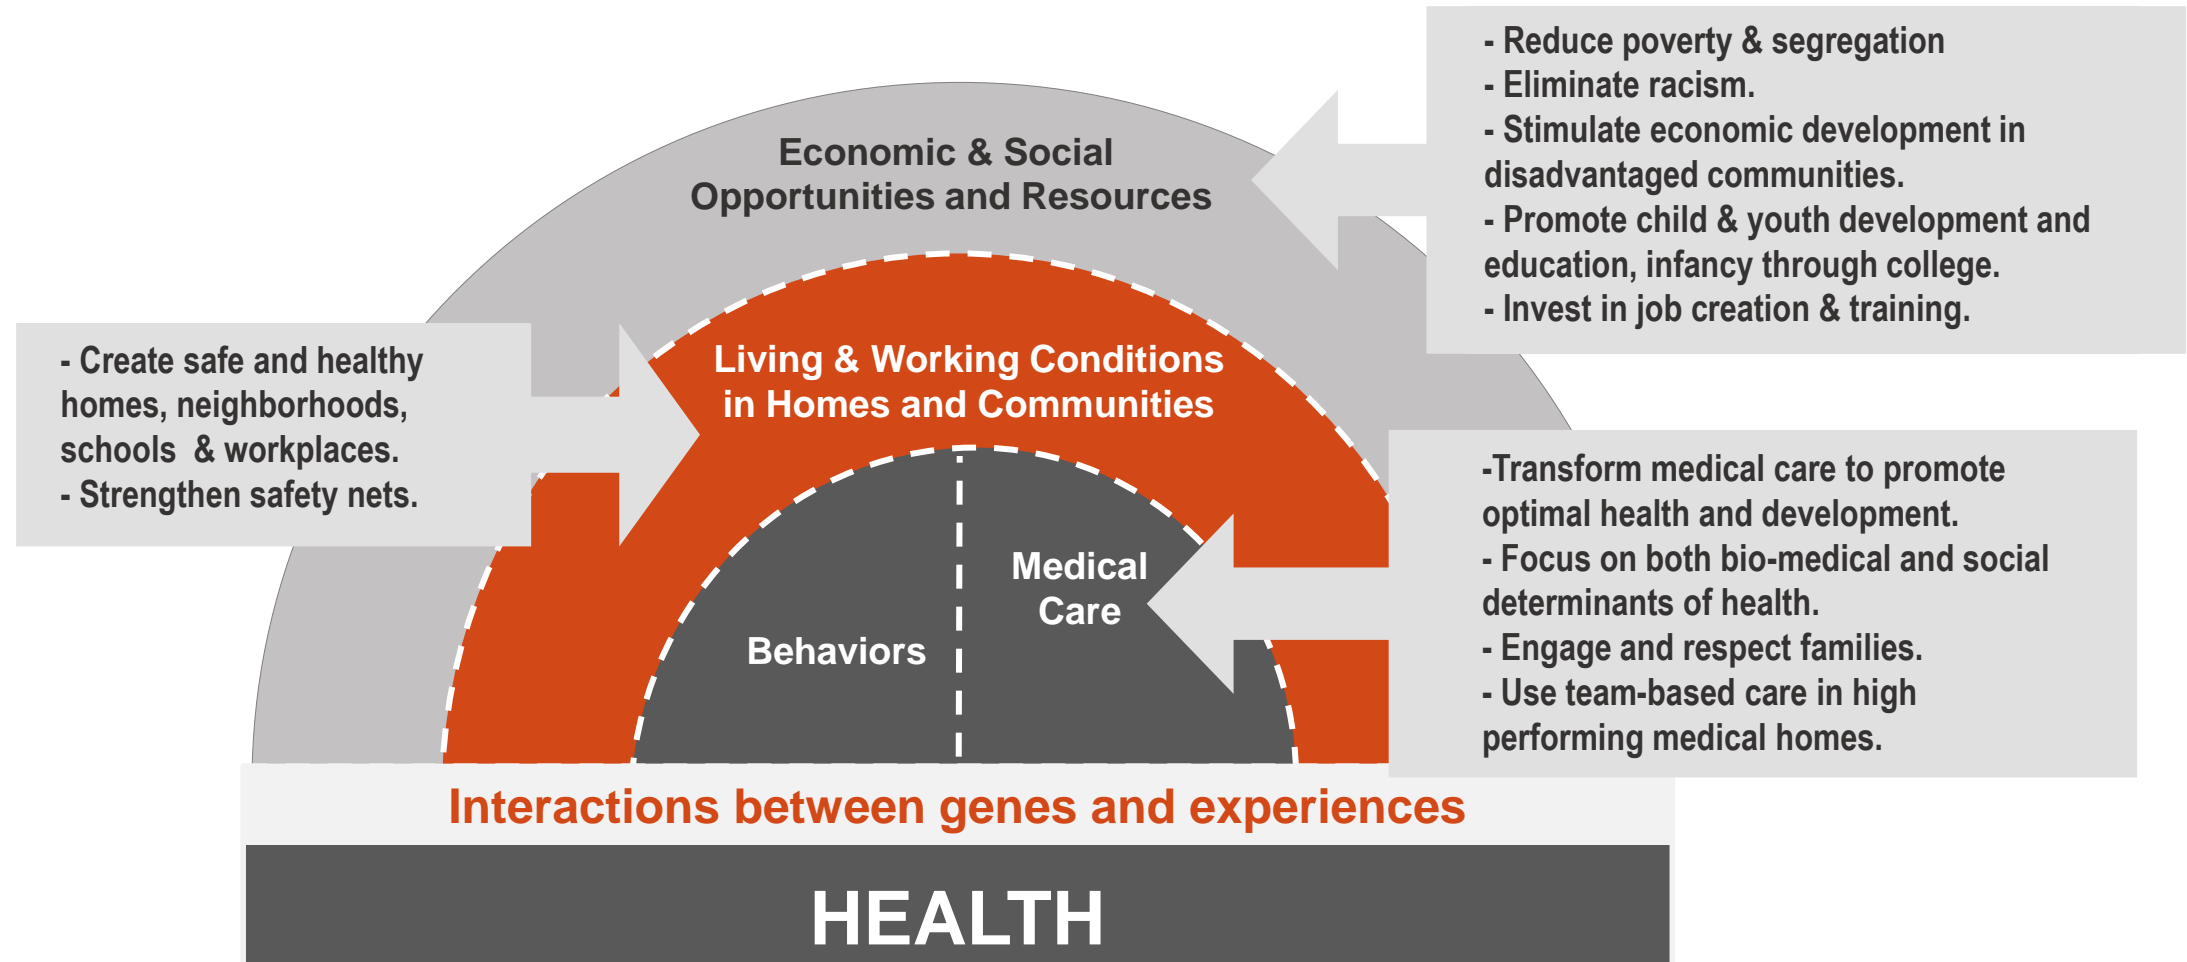 - Reduce poverty & segregation
- Eliminate racism.
- Stimulate economic development in
disadvantaged communities.
- Promote child & youth development and
education, infancy through college.
- Invest in job creation & training.
Economic & Social
Opportunities and Resources
- Create safe and healthy
homes, neighborhoods,
schools  & workplaces.
- Strengthen safety nets.
Living & Working Conditions
in Homes and Communities
-Transform medical care to promote
optimal health and development.
- Focus on both bio-medical and social
determinants of health.
- Engage and respect families.
- Use team-based care in high
performing medical homes.
Medical
Care
Behaviors
Interactions between genes and experiences
HEALTH